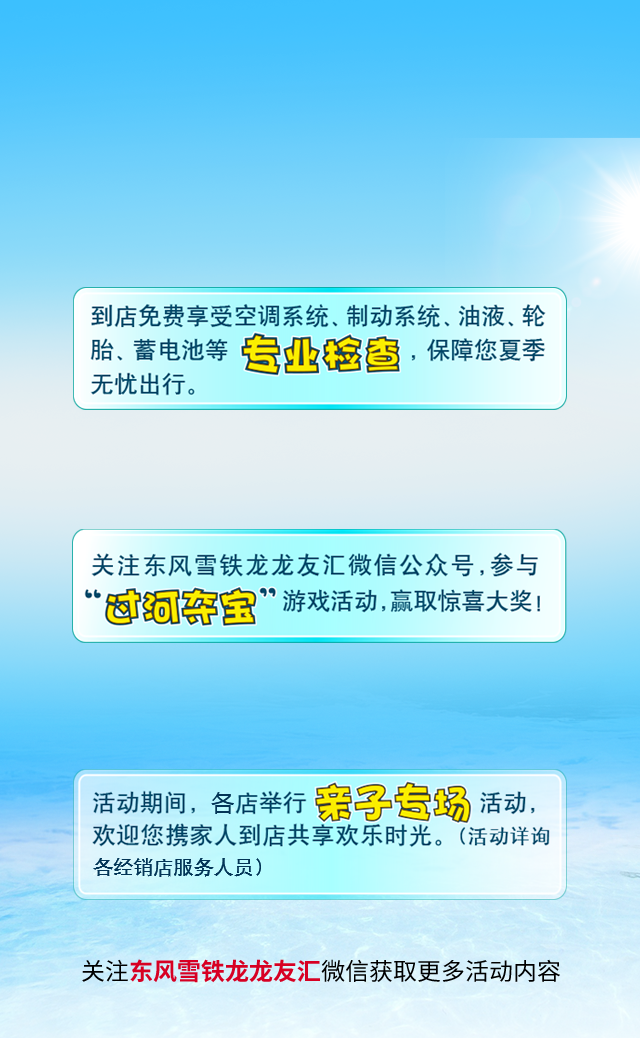 到店免费享受空调系统、制动系统、油液、轮
胎、蓄电池等 专业检查，保障您夏季
无忧出行。
关注东风雪铁龙龙友汇微信公众号,参与
“过河夺宝”游戏活动,赢取惊喜大奖!
活动期间，各店举行 亲子专场 活动，
欢迎您携家人到店共享欢乐时光。(活动详询
各经销店服务人员)
关注东风雪铁龙龙友汇微信获取更多活动内容